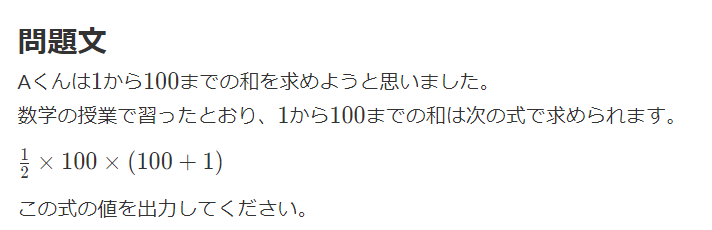 問題文
Aくんは1から100までの和を求めようと思いました。
数学の授業で習ったとおり、1から100までの和は次の式で求められます。
1/2 × 100 × (100 + 1)
この式の値を出力してください。